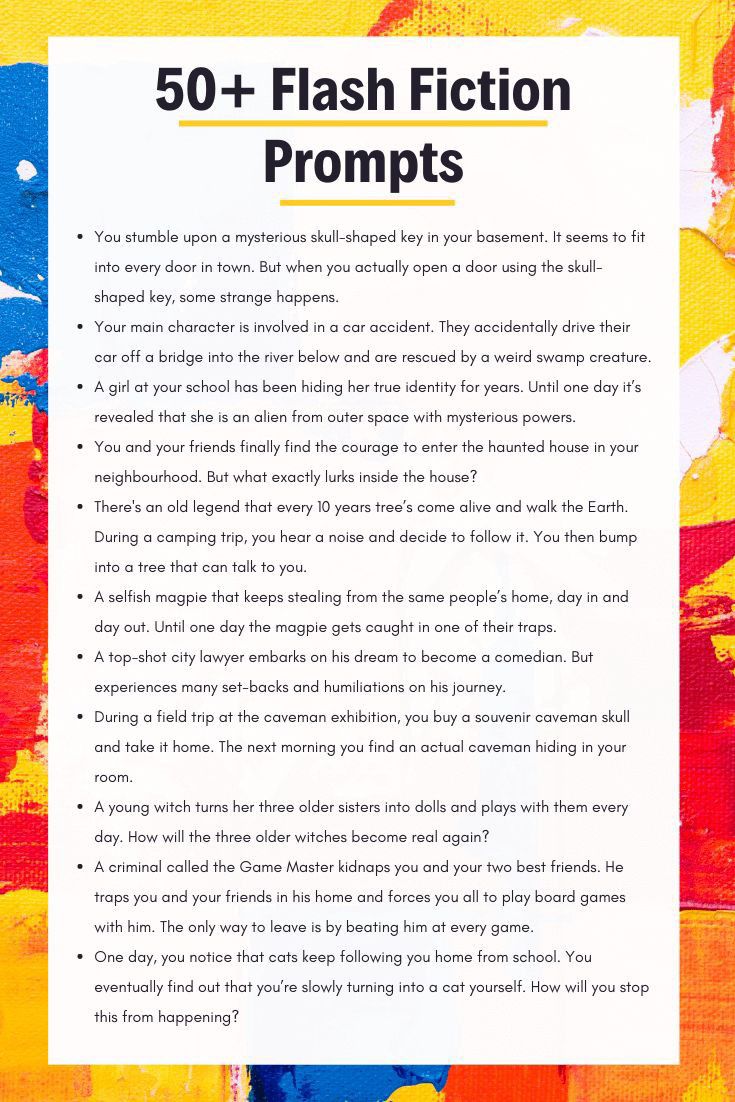 50+ Flash Fiction
Prompts
• You stumble upon a mysterious skull-shaped key in your basement. It seems to fit
into every door in town. But when you actually open a door using the skull-
shaped key, some strange happens.
• Your main character is involved in a car accident. They accidentally drive their
car off a bridge into the river below and are rescued by a weird swamp creature.
• A girl at your school has been hiding her true identity for years. Until one day it’s
revealed that she is an alien from outer space with mysterious powers.
• You and your friends finally find the courage to enter the haunted house in your
neighbourhood. But what exactly lurks inside the house?
• There's an old legend that every 10 years tree’s come alive and walk the Earth.
During a camping trip, you hear a noise and decide to follow it. You then bump
into a tree that can talk to you.
• A selfish magpie that keeps stealing from the same people’s home, day in and
day out. Until one day the magpie gets caught in one of their traps.
• A top-shot city lawyer embarks on his dream to become a comedian. But
experiences many set-backs and humiliations on his journey.
• During a field trip at the caveman exhibition, you buy a souvenir caveman skull
and take it home. The next morning you find an actual caveman hiding in your
room.
• A young witch turns her three older sisters into dolls and plays with them every
day. How will the three older witches become real again?
• A criminal called the Game Master kidnaps you and your two best friends. He
traps you and your friends in his home and forces you all to play board games
with him. The only way to leave is by beating him at every game.
• One day, you notice that cats keep following you home from school. You
eventually find out that you’re slowly turning into a cat yourself. How will you stop
this from happening?